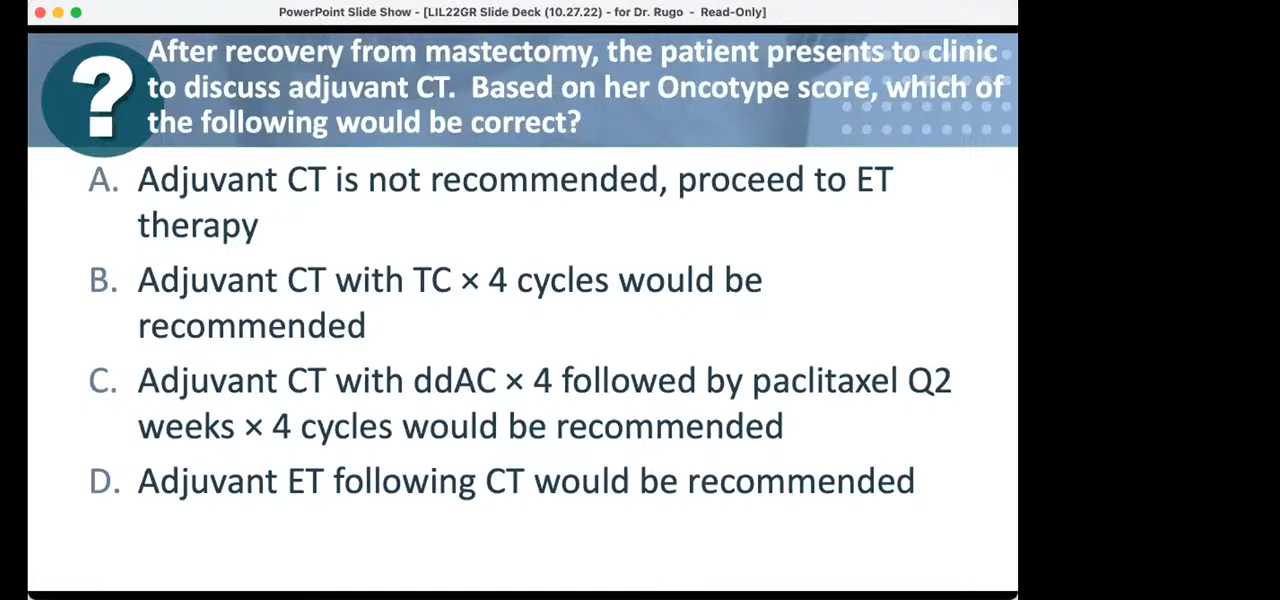 PowerPoint Slide Show - [LIL22GR Slide Deck (10.27.22) - for Dr. Rugo - Read-Only]
?
After recovery from mastectomy, the patient presents to clinic
to discuss adjuvant CT. Based on her Oncotype score, which of
the following would be correct?
A. Adjuvant CT is not recommended, proceed to ET
therapy
B. Adjuvant CT with TC × 4 cycles would be
recommended
C. Adjuvant CT with ddAC × 4 followed by paclitaxel Q2
weeks × 4 cycles would be recommended
D. Adjuvant ET following CT would be recommended